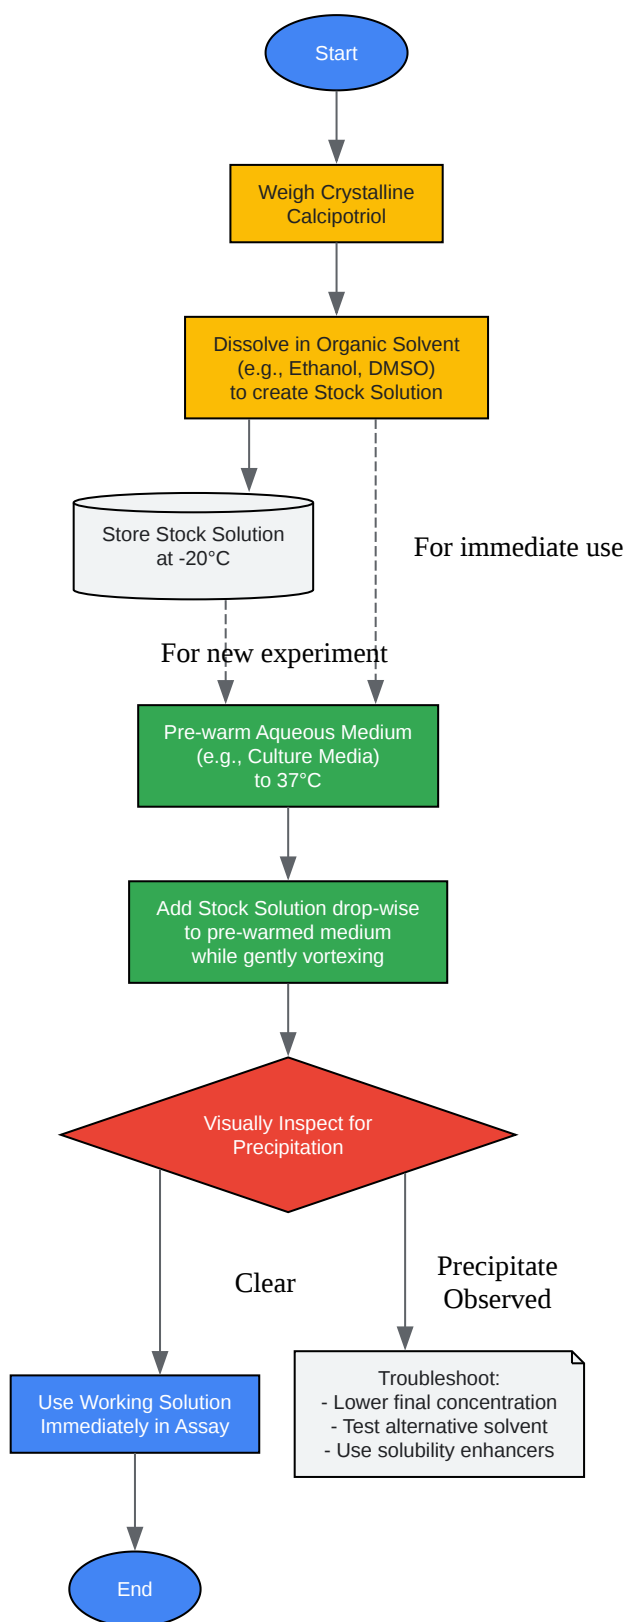 Start
Weigh Crystalline
Calcipotriol
Dissolve in Organic Solvent
(e.g., Ethanol, DMSO)
to create Stock Solution
Store Stock Solution
at -20°C
For immediate use
For new experiment
Pre-warm Aqueous Medium
(e.g., Culture Media)
to 37°C
Add Stock Solution drop-wise
to pre-warmed medium
while gently vortexing
Visually Inspect for
Precipitation
Clear
Precipitate
Observed
Use Working Solution
Immediately in Assay
Troubleshoot:
- Lower final concentration
- Test alternative solvent
- Use solubility enhancers
End